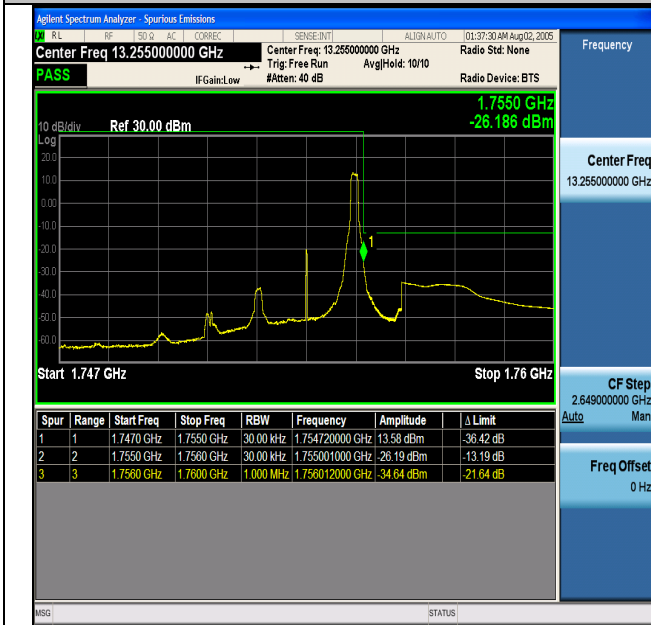 Agilent Spectrum Analyzer - Spurious Emissions
RL RF 50 Ω AC CORREC SENSE:INT ALIGN AUTO 01:37:30 AM Aug 02, 2005
Center Freq 13.255000000 GHz Center Freq: 13.255000000 GHz Radio Std: None Frequency
Trig: Free Run Avg|Hold: 10/10
PASS IFGain:Low #Atten: 40 dB Radio Device: BTS
1.7550 GHz
-26.186 dBm
10 dB/div Ref 30.00 dBm
Log
20.0
10.0
0.00
-10.0
-20.0
-30.0
-40.0
-50.0
-60.0
1
Start 1.747 GHz Stop 1.76 GHz
Center Freq
13.255000000 GHz
CF Step
2.649000000 GHz
Auto Man
Freq Offset
0 Hz
Spur Range Start Freq Stop Freq RBW Frequency Amplitude Δ Limit
1 1 1.7470 GHz 1.7550 GHz 30.00 kHz 1.754720000 GHz 13.58 dBm -36.42 dB
2 2 1.7550 GHz 1.7560 GHz 30.00 kHz 1.755001000 GHz -26.19 dBm -13.19 dB
3 3 1.7560 GHz 1.7600 GHz 1.000 MHz 1.756012000 GHz -34.64 dBm -21.64 dB
MSG STATUS